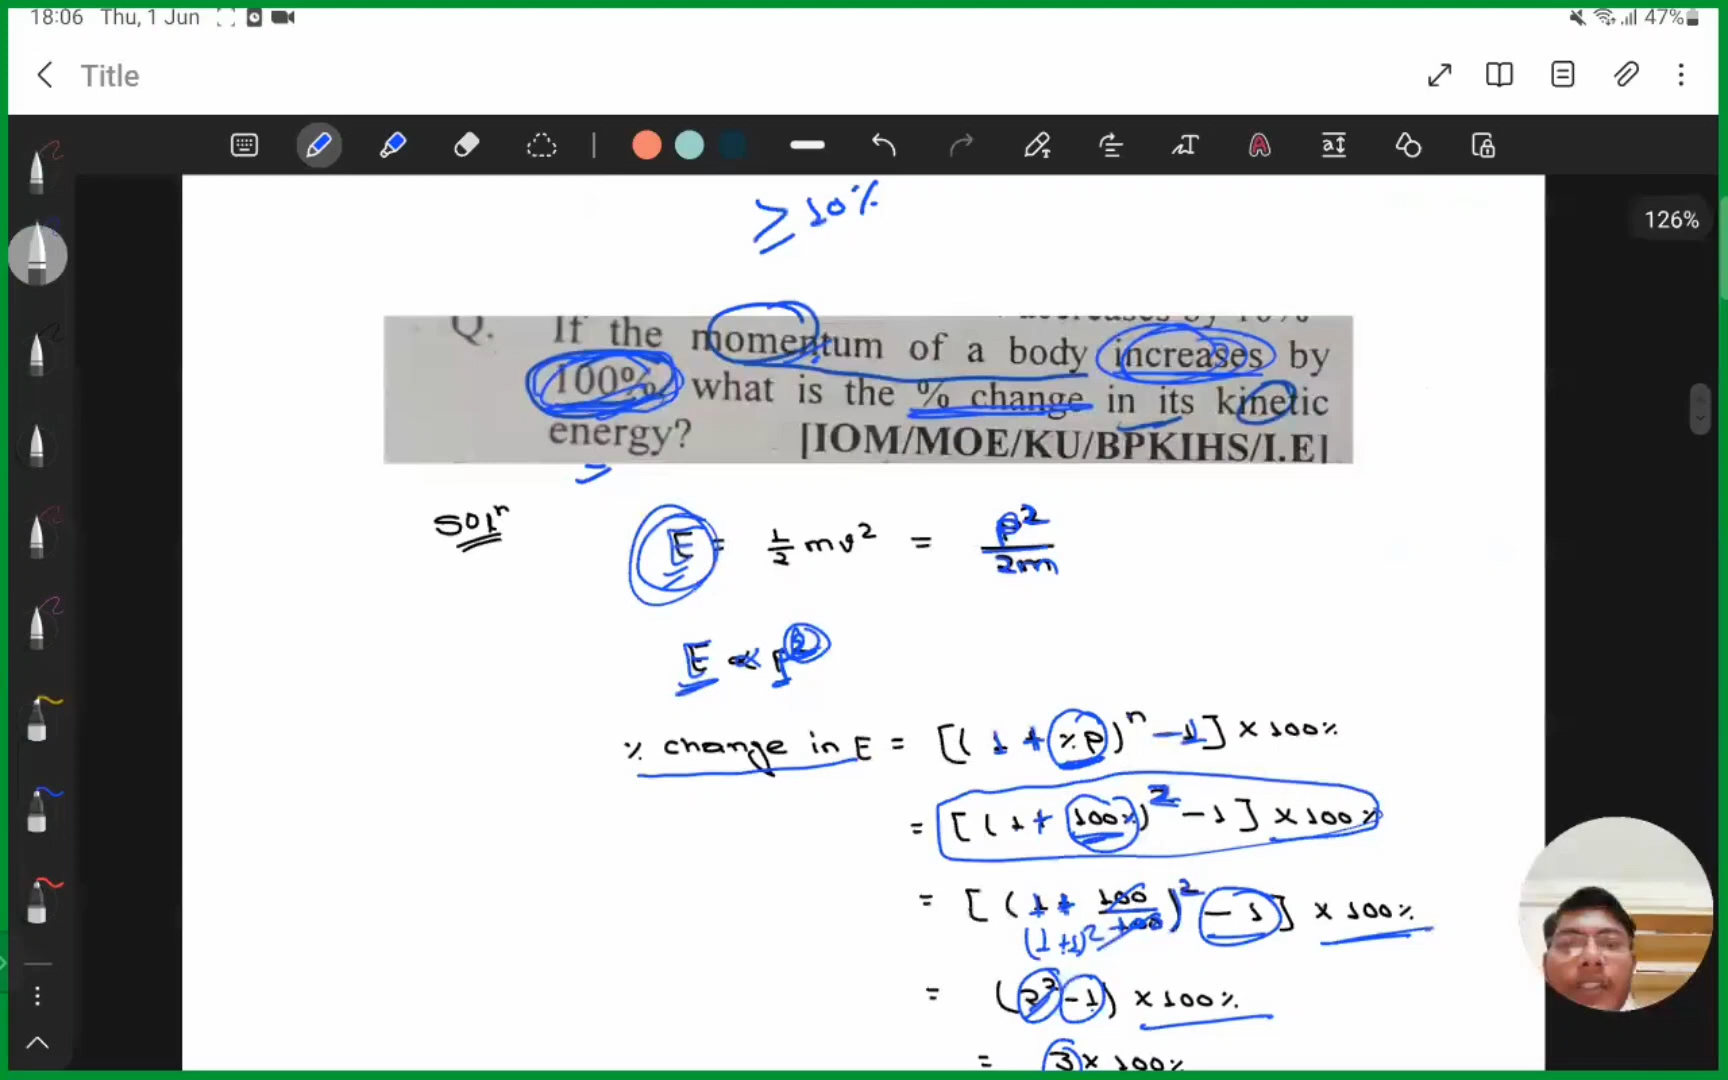 18:06 Thu, 1 Jun
47%
Title
126%
≥ 10%
Q. If the momentum of a body increases by
100% what is the % change in its kinetic
energy? [IOM/MOE/KU/BPKIHS/I.E]
Solⁿ E = 1/2 mv² = P²/2m
E ∝ P²
% change in E = [(1 + %P)ⁿ - 1] × 100%
= [(1 + 100%)² - 1] × 100%
= [(1 + 100/100)² - 1] × 100%
(1+1)²
= (2² - 1) × 100%
= 3 × 100%